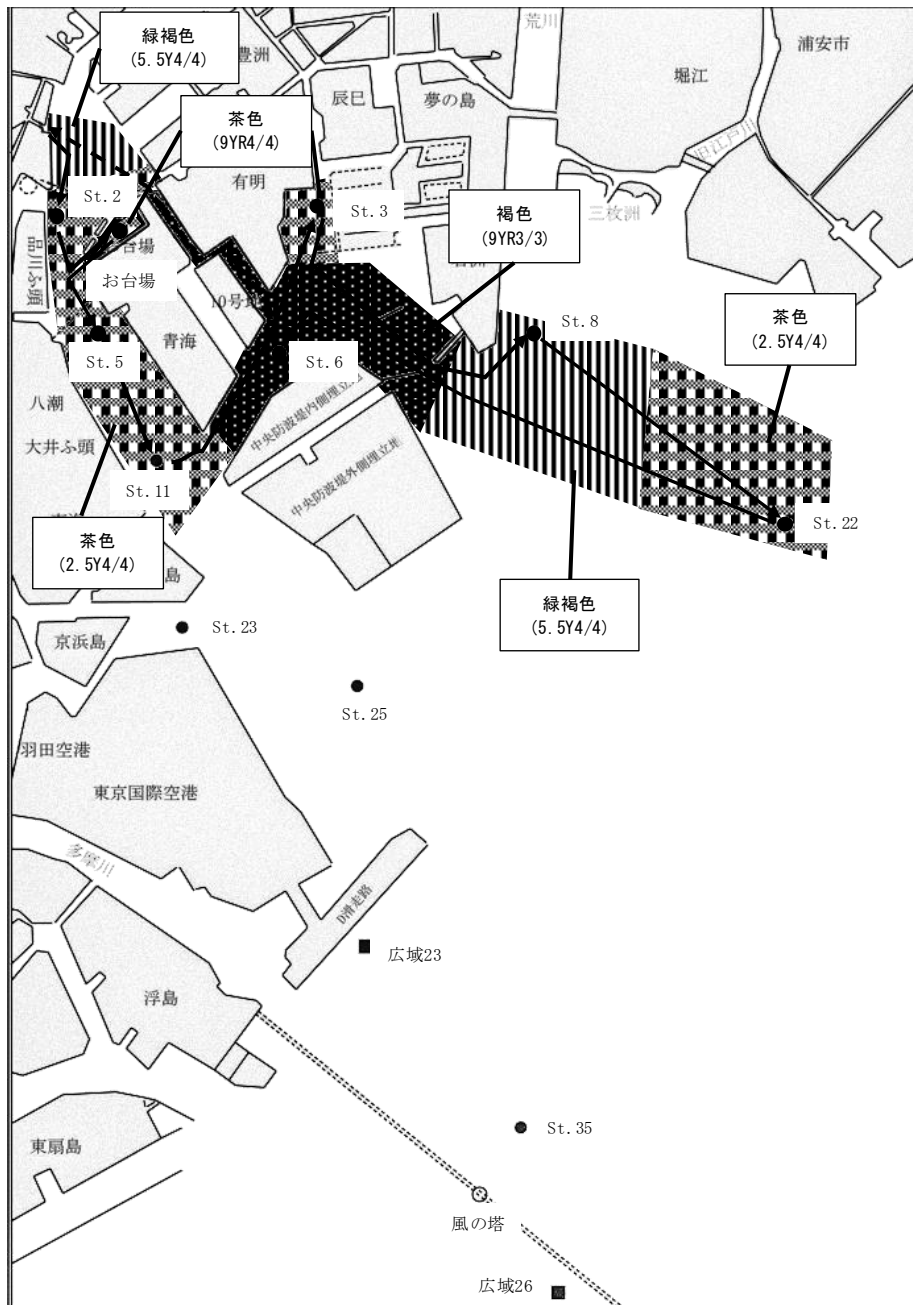 緑褐色
(5.5Y4/4)
豊洲
荒川
浦安市
堀江
辰巳
夢の島
茶色
(9YR4/4)
旧江戸川
有明
St.2
St.3
三枚洲
褐色
(9YR3/3)
品川ふ頭
お台場
St.8
茶色
(2.5Y4/4)
青海
St.5
St.6
八潮
大井ふ頭
中央防波堤内側埋立地
中央防波堤外側埋立地
St.11
St.22
茶色
(2.5Y4/4)
島
緑褐色
(5.5Y4/4)
京浜島
St.23
St.25
羽田空港
東京国際空港
多摩川
D滑走路
広域23
浮島
St.35
東扇島
風の塔
広域26